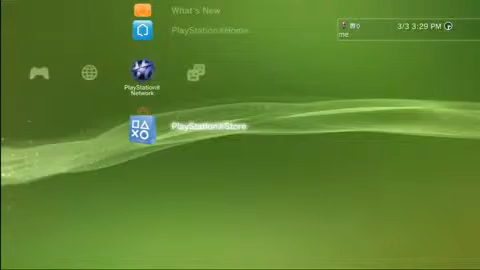 What's New
PlayStation®Home
3/3 3:29 PM
me
PlayStation®
Network
PlayStation®Store